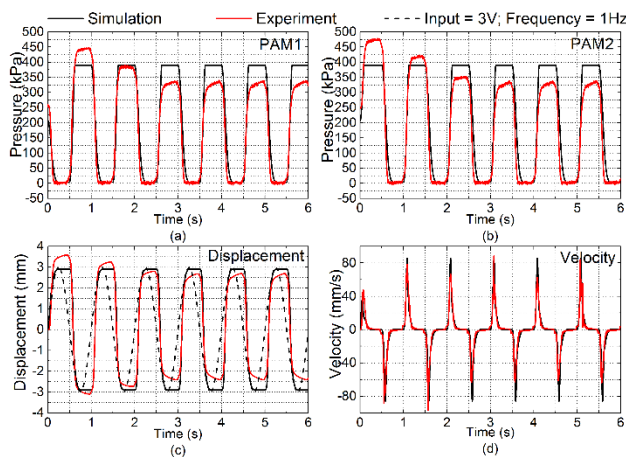 Simulation Experiment Input = 3V; Frequency = 1Hz
PAM1
500
450
400
350
300
250
200
150
100
50
0
-50
Pressure (kPa)
0 1 2 3 4 5 6
Time (s)
(a)
PAM2
500
450
400
350
300
250
200
150
100
50
0
-50
Pressure (kPa)
0 1 2 3 4 5 6
Time (s)
(b)
Displacement
4
3
2
1
0
-1
-2
-3
-4
Displacement (mm)
0 1 2 3 4 5 6
Time (s)
(c)
Velocity
80
40
0
-40
-80
Velocity (mm/s)
0 1 2 3 4 5 6
Time (s)
(d)